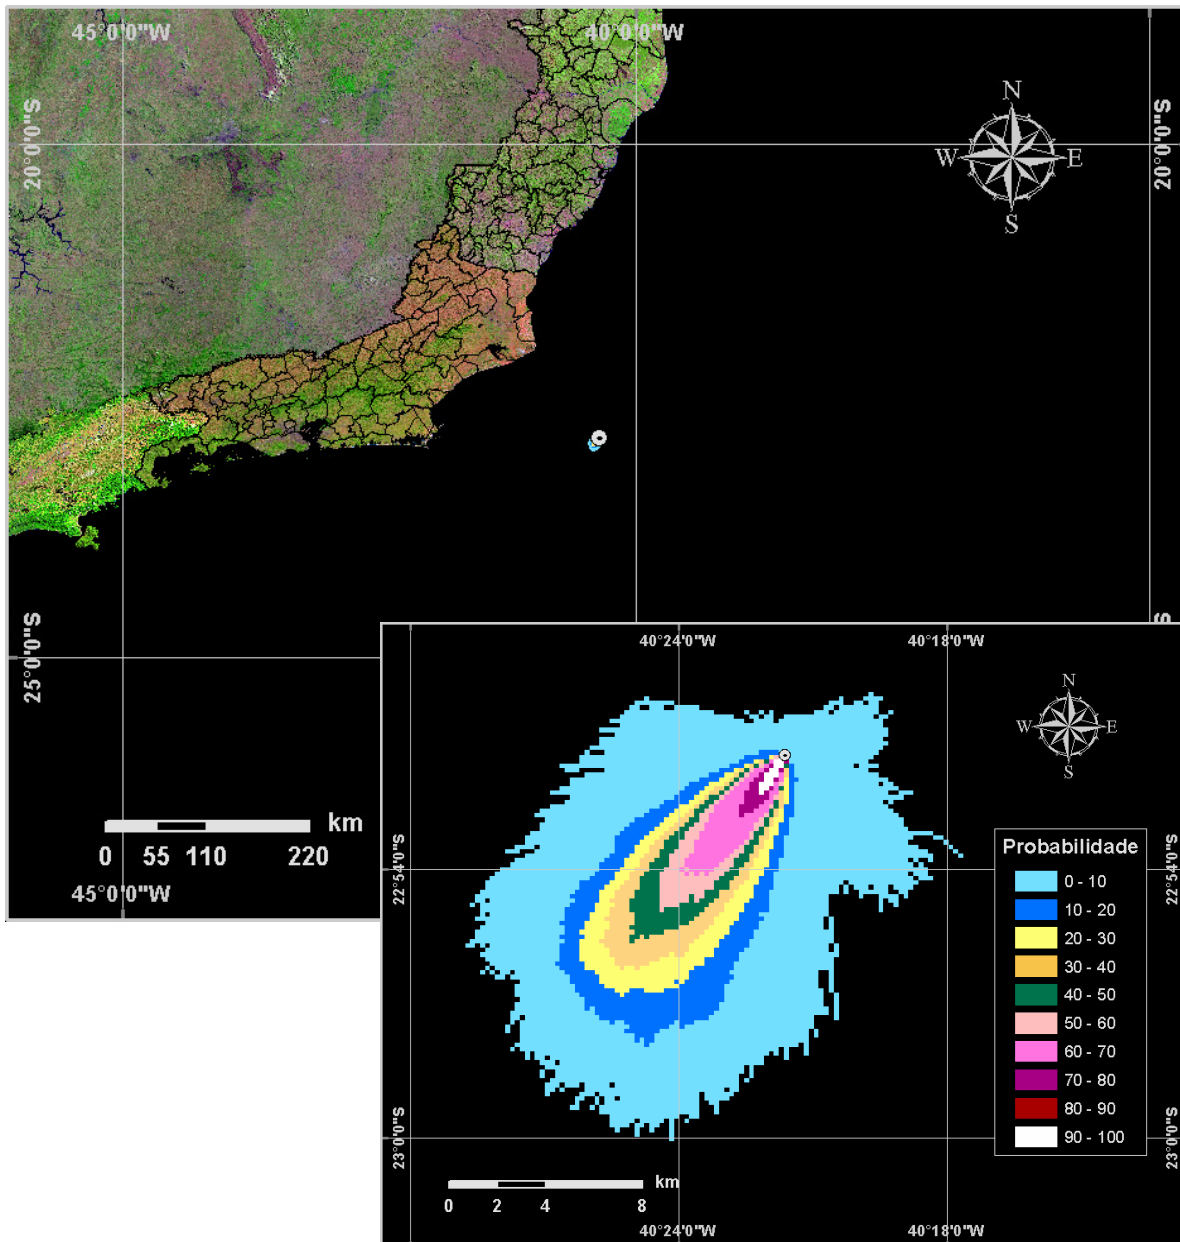 45°0'0"W
40°0'0"W
20°0'0"S
20°0'0"S
N
W
E
S
25°0'0"S
S
km
0
55
110
220
45°0'0"W
40°24'0"W
40°18'0"W
N
W
E
S
22°54'0"S
22°54'0"S
Probabilidade
0 - 10
10 - 20
20 - 30
30 - 40
40 - 50
50 - 60
60 - 70
70 - 80
80 - 90
90 - 100
23°0'0"S
23°0'0"S
km
0
2
4
8
40°24'0"W
40°18'0"W